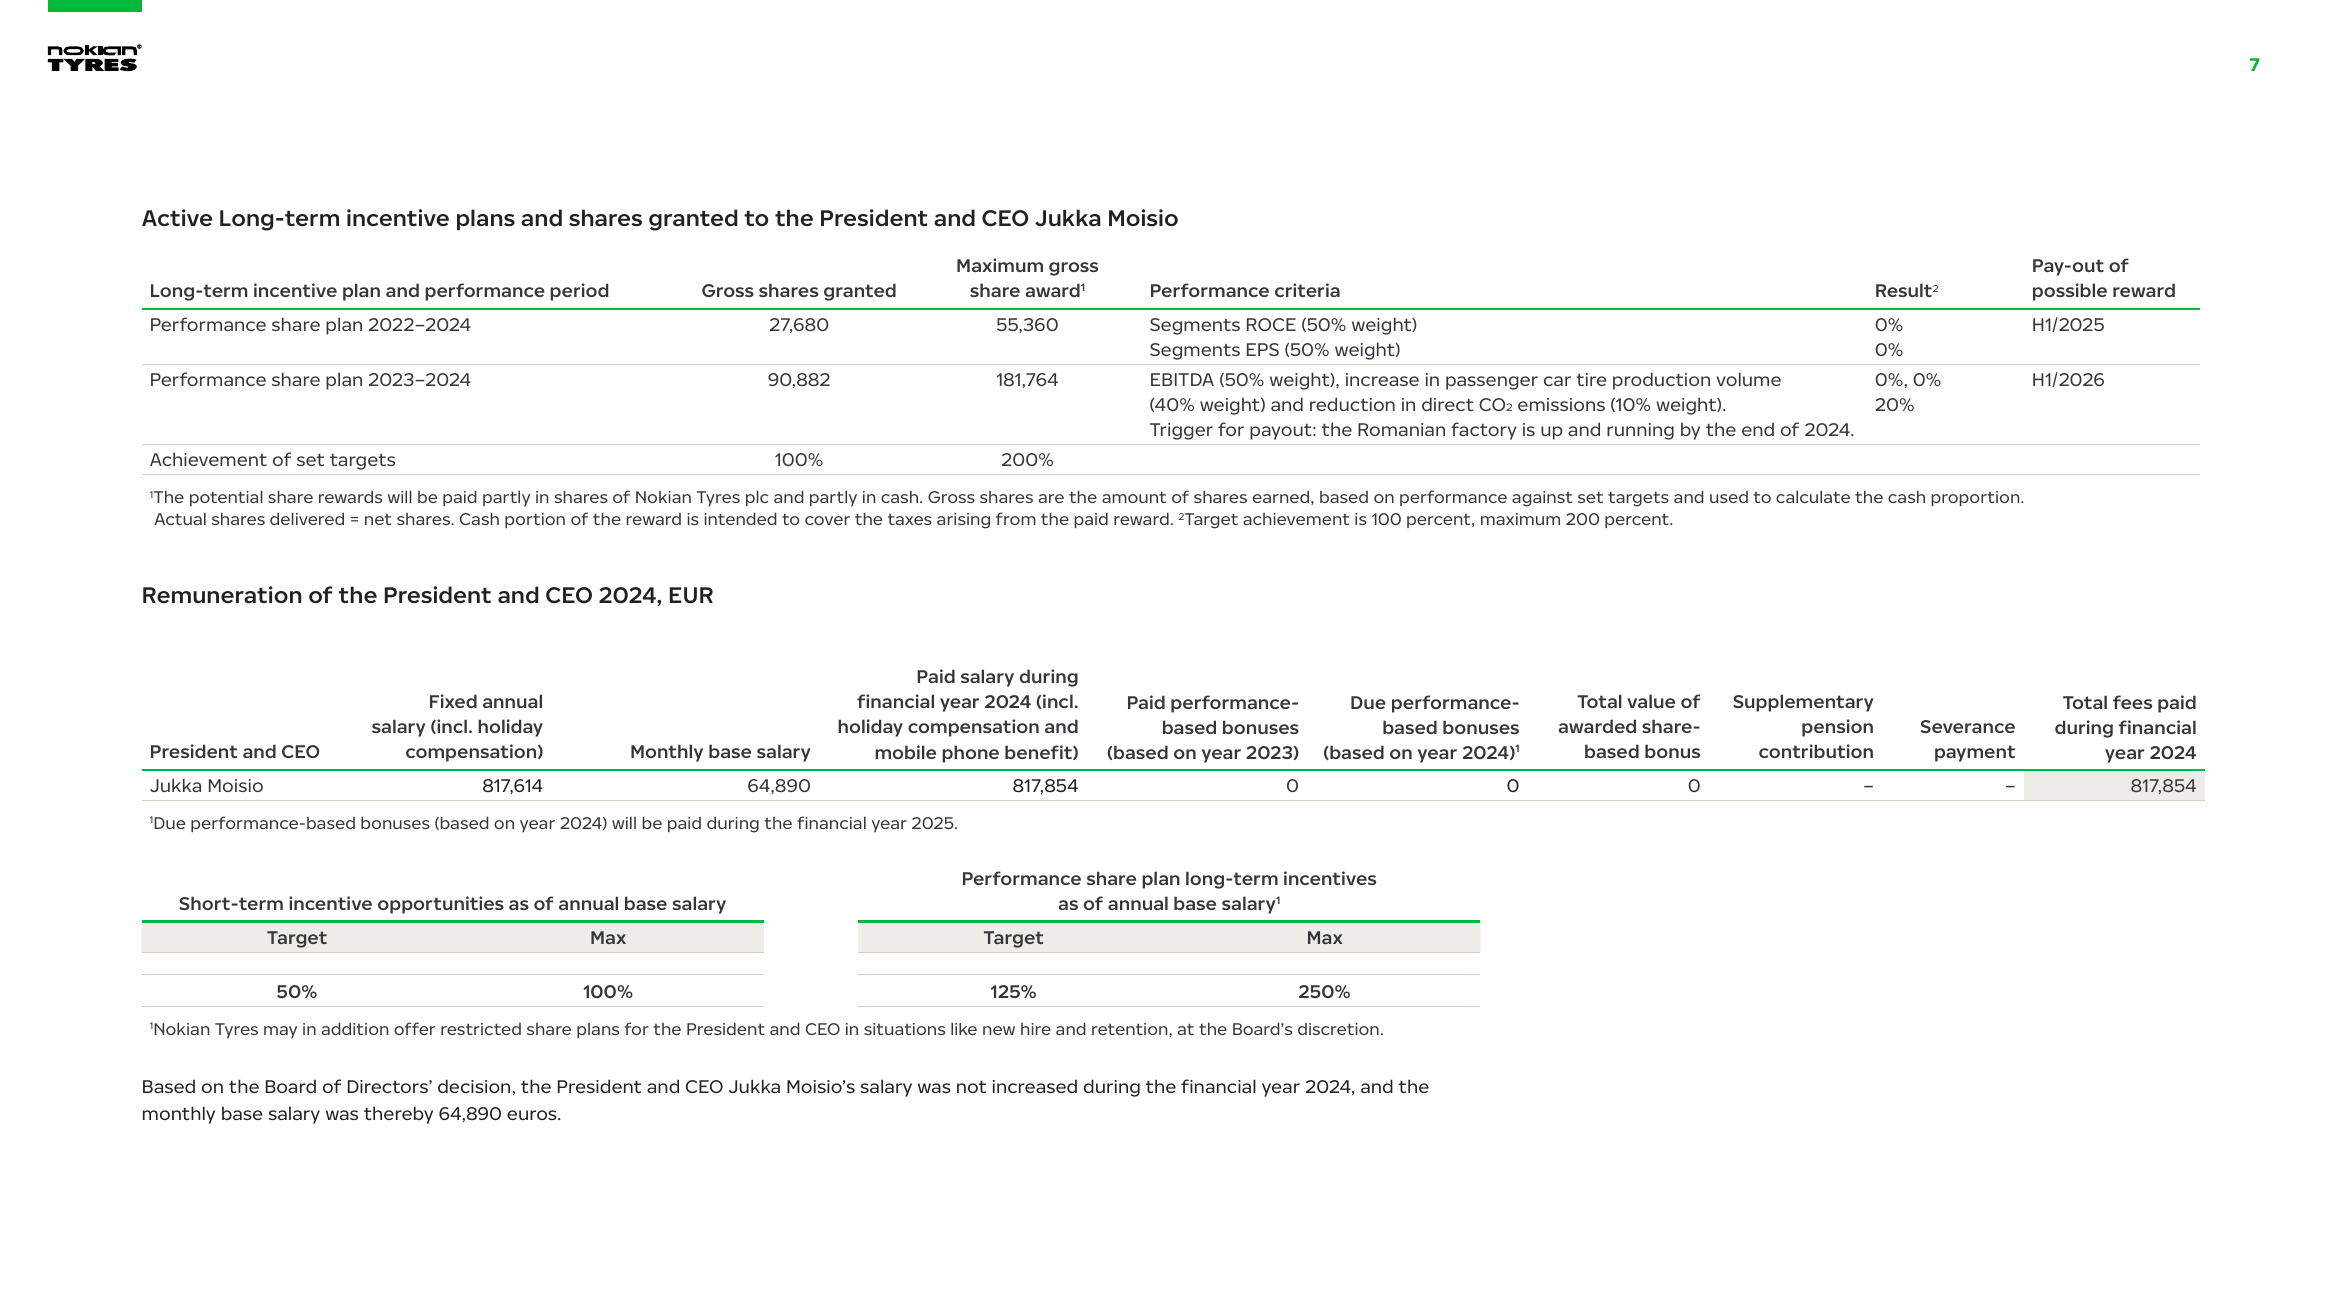 nokian®
TYRES
7
Active Long-term incentive plans and shares granted to the President and CEO Jukka Moisio
Long-term incentive plan and performance period Gross shares granted Maximum gross share award¹ Performance criteria Result² Pay-out of possible reward
Performance share plan 2022–2024 27,680 55,360 Segments ROCE (50% weight) 0% H1/2025
Segments EPS (50% weight) 0%
Performance share plan 2023–2024 90,882 181,764 EBITDA (50% weight), increase in passenger car tire production volume 0%, 0% H1/2026
(40% weight) and reduction in direct CO₂ emissions (10% weight). 20%
Trigger for payout: the Romanian factory is up and running by the end of 2024.
Achievement of set targets 100% 200%
¹The potential share rewards will be paid partly in shares of Nokian Tyres plc and partly in cash. Gross shares are the amount of shares earned, based on performance against set targets and used to calculate the cash proportion.
Actual shares delivered = net shares. Cash portion of the reward is intended to cover the taxes arising from the paid reward. ²Target achievement is 100 percent, maximum 200 percent.
Remuneration of the President and CEO 2024, EUR
President and CEO Fixed annual salary (incl. holiday compensation) Monthly base salary Paid salary during financial year 2024 (incl. holiday compensation and mobile phone benefit) Paid performance-based bonuses (based on year 2023) Due performance-based bonuses (based on year 2024)¹ Total value of awarded share-based bonus Supplementary pension contribution Severance payment Total fees paid during financial year 2024
Jukka Moisio 817,614 64,890 817,854 0 0 0 – – 817,854
¹Due performance-based bonuses (based on year 2024) will be paid during the financial year 2025.
Short-term incentive opportunities as of annual base salary
Target Max
50% 100%
Performance share plan long-term incentives
as of annual base salary¹
Target Max
125% 250%
¹Nokian Tyres may in addition offer restricted share plans for the President and CEO in situations like new hire and retention, at the Board’s discretion.
Based on the Board of Directors’ decision, the President and CEO Jukka Moisio’s salary was not increased during the financial year 2024, and the
monthly base salary was thereby 64,890 euros.